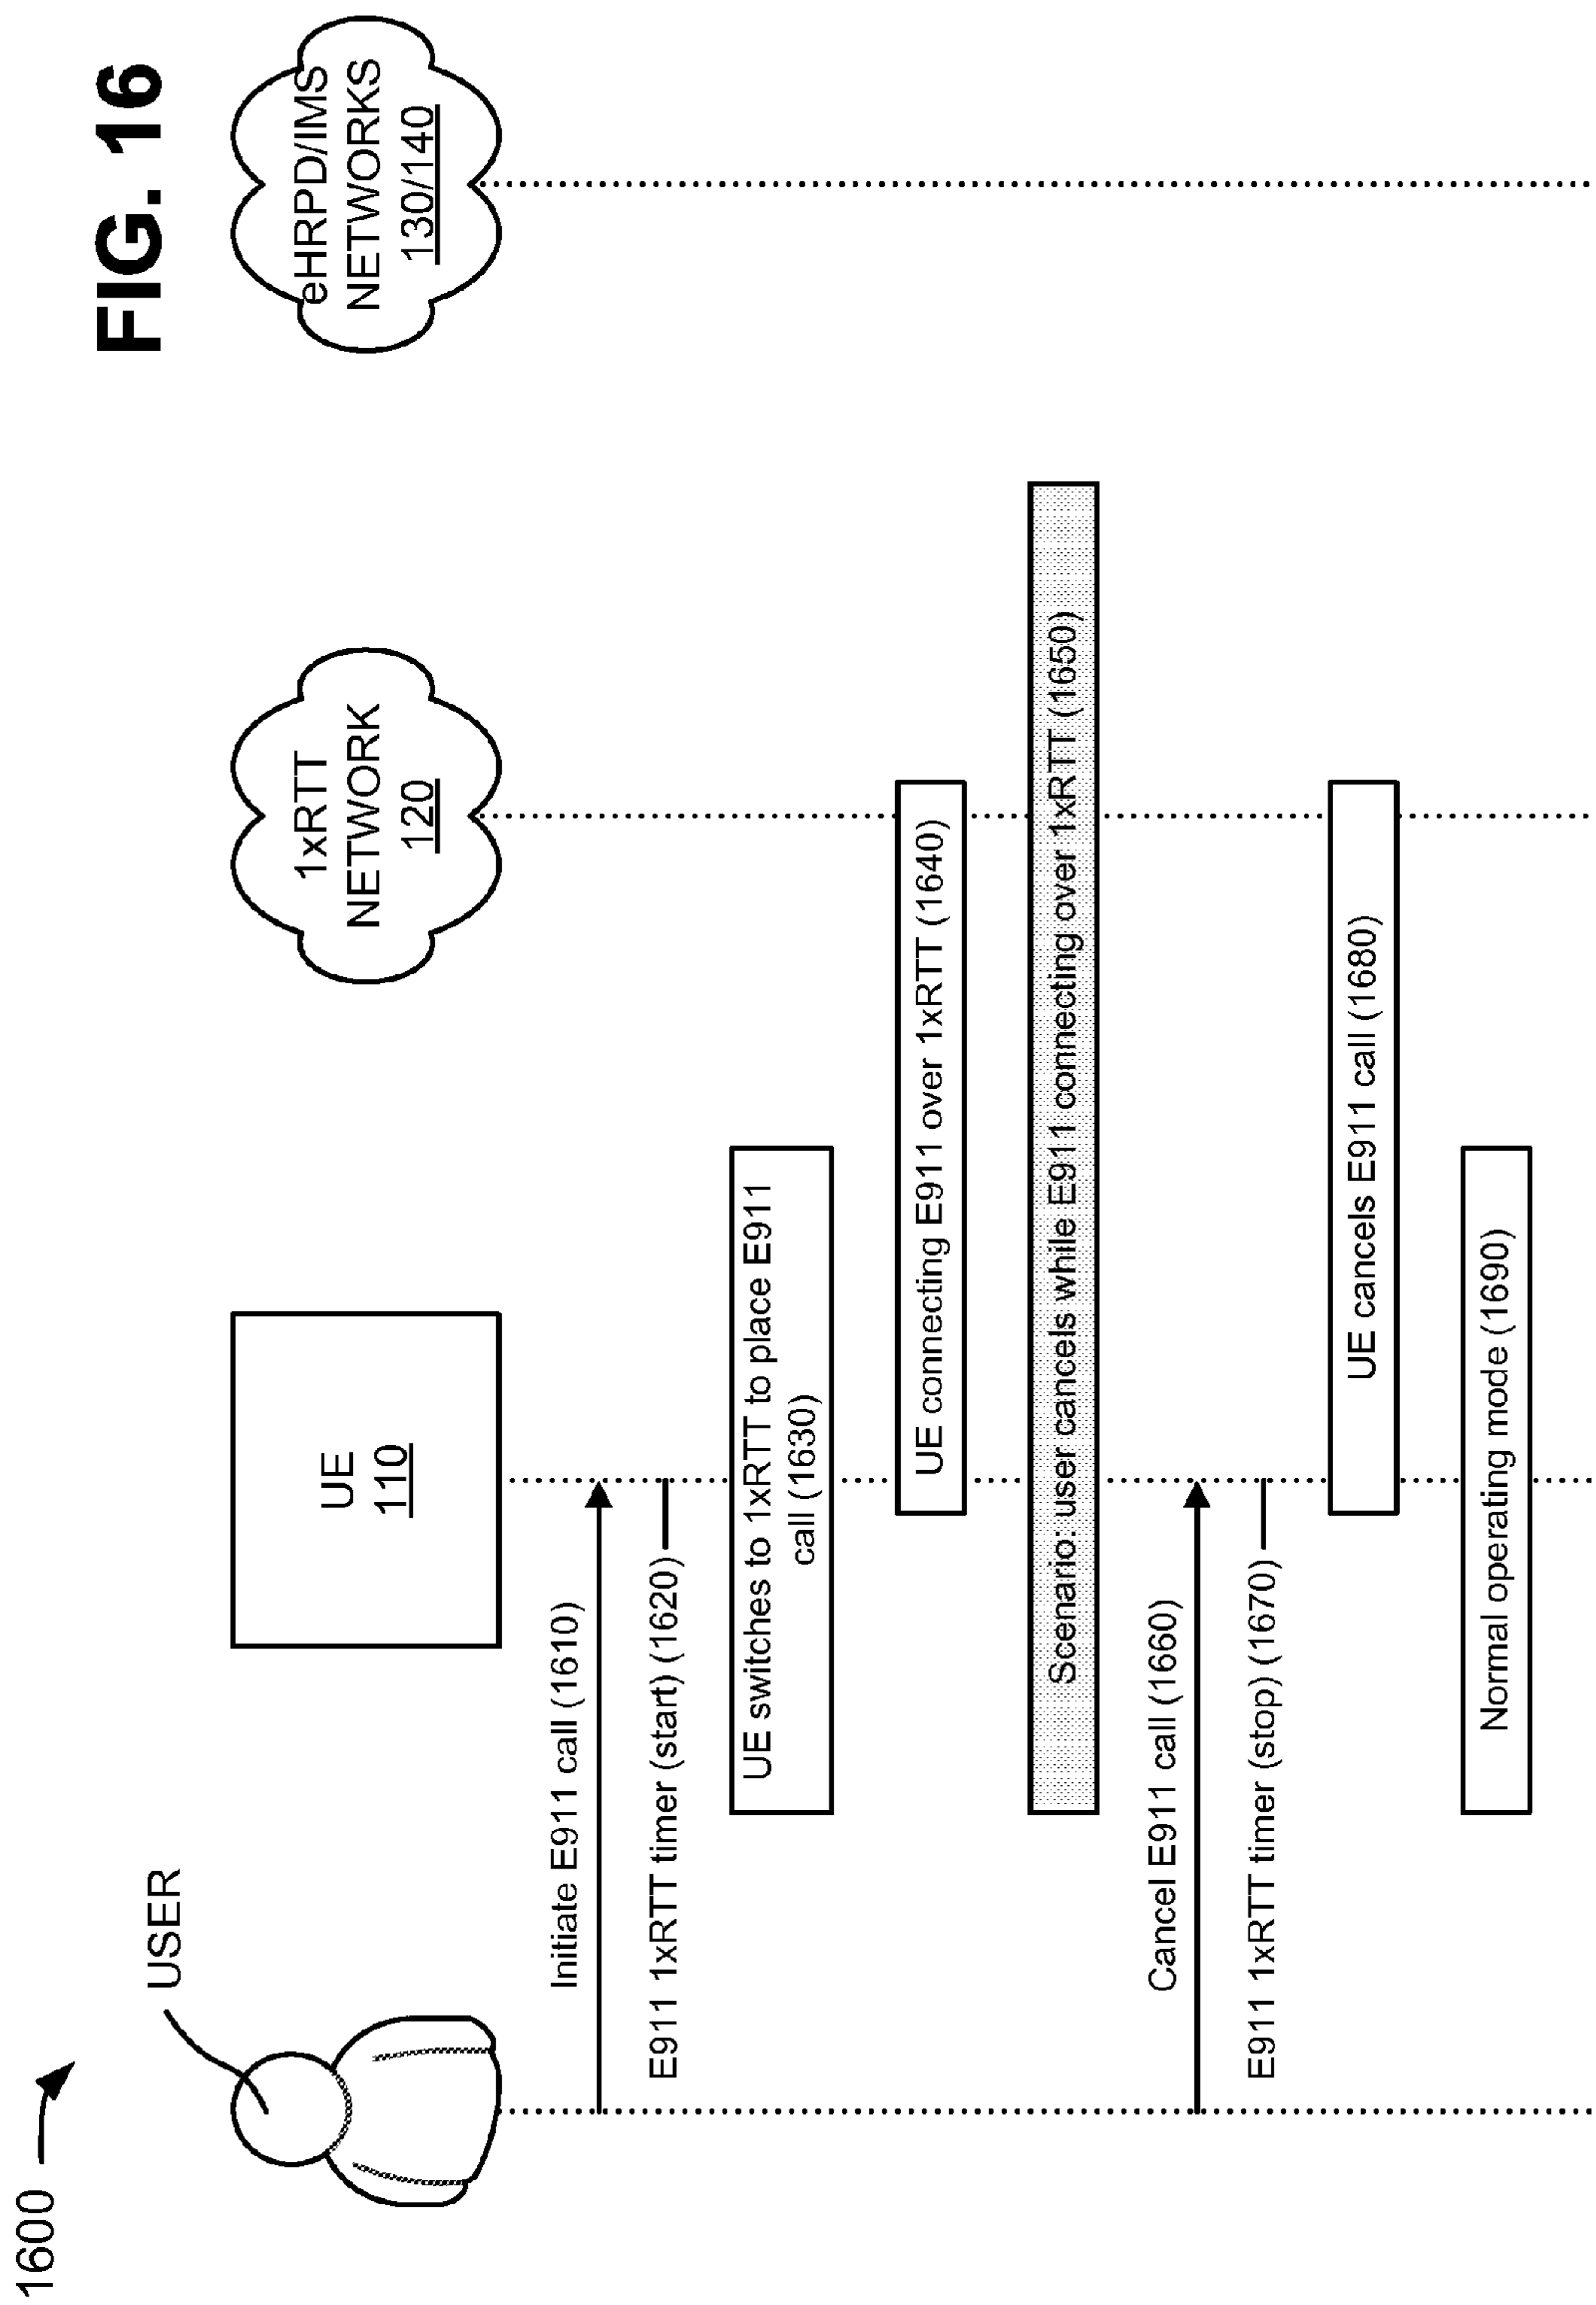 FIG. 16
1600
USER
UE
110
1xRTT
NETWORK
120
eHRPD/IMS
NETWORKS
130/140
Initiate E911 call (1610)
E911 1xRTT timer (start) (1620)
UE switches to 1xRTT to place E911
call (1630)
UE connecting E911 over 1xRTT (1640)
Scenario: user cancels while E911 connecting over 1xRTT (1650)
Cancel E911 call (1660)
E911 1xRTT timer (stop) (1670)
UE cancels E911 call (1680)
Normal operating mode (1690)